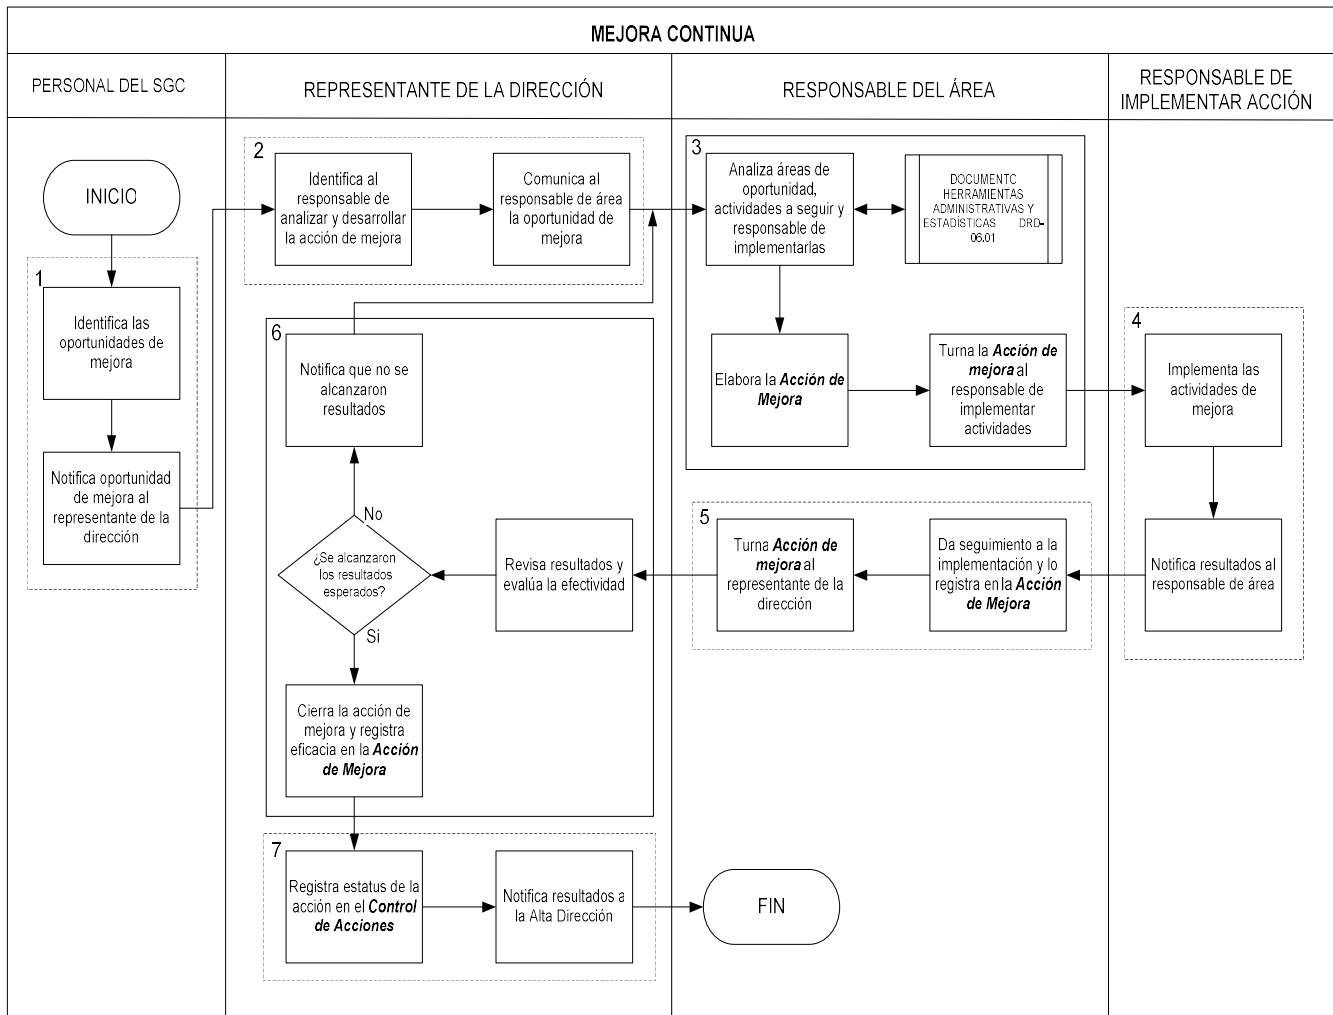 MEJORA CONTINUA
PERSONAL DEL SGC
REPRESENTANTE DE LA DIRECCIÓN
RESPONSABLE DEL ÁREA
RESPONSABLE DE
IMPLEMENTAR ACCIÓN
INICIO
1
Identifica las
oportunidades de
mejora
Notifica oportunidad
de mejora al
representante de la
dirección
2
Identifica al
responsable de
analizar y desarrollar
la acción de mejora
Comunica al
responsable de área
la oportunidad de
mejora
3
Analiza áreas de
oportunidad,
actividades a seguir y
responsable de
implementarlas
DOCUMENTO
HERRAMIENTAS
ADMINISTRATIVAS Y
ESTADÍSTICAS DRD-
06.01
Elabora la Acción de
Mejora
Turna la Acción de
mejora al
responsable de
implementar
actividades
4
Implementa las
actividades de
mejora
Notifica resultados al
responsable de área
5
Da seguimiento a la
implementación y lo
registra en la Acción
de Mejora
Turna Acción de
mejora al
representante de la
dirección
6
Revisa resultados y
evalúa la efectividad
¿Se alcanzaron
los resultados
esperados?
No
Notifica que no se
alcanzaron
resultados
Si
Cierra la acción de
mejora y registra
eficacia en la Acción
de Mejora
7
Registra estatus de la
acción en el Control
de Acciones
Notifica resultados a
la Alta Dirección
FIN